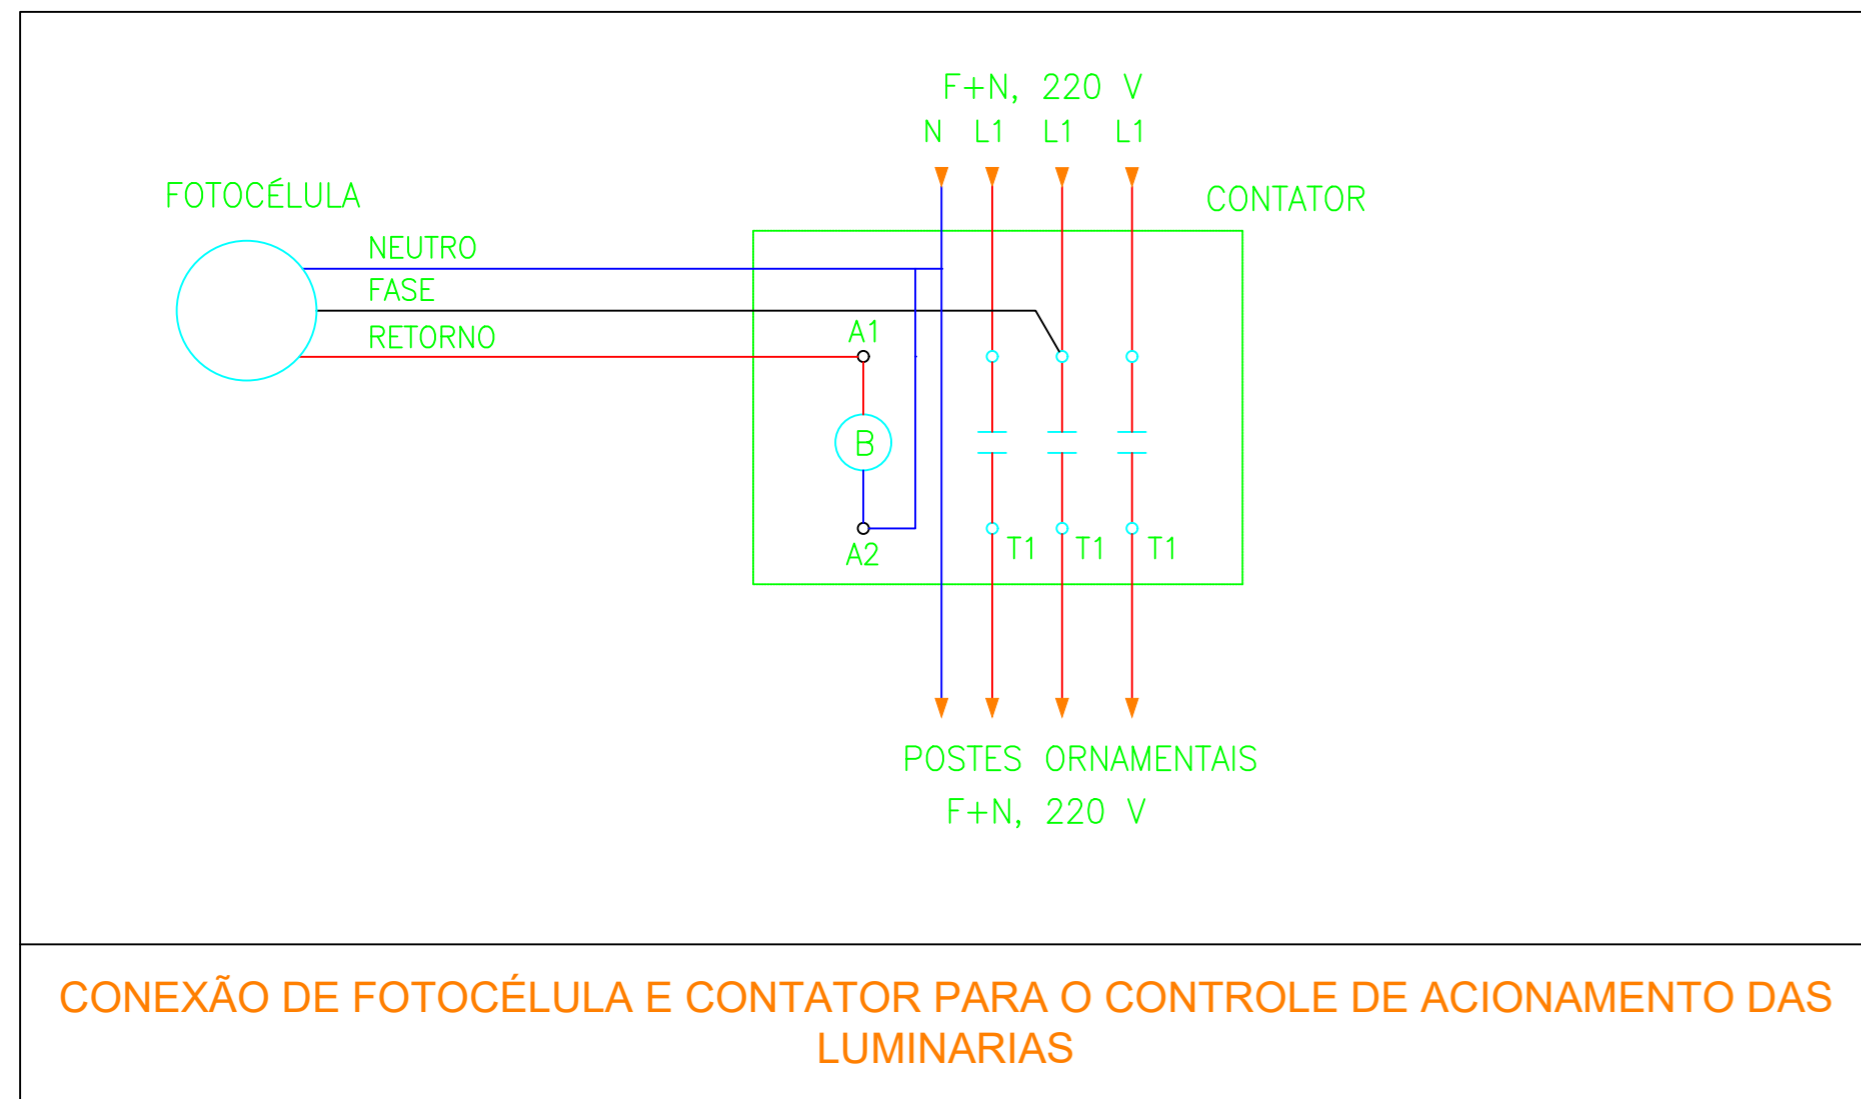 F+N, 220 V
N L1 L1 L1
FOTOCÉLULA
CONTATOR
NEUTRO
FASE
RETORNO
A1
B
A2
T1 T1 T1
POSTES ORNAMENTAIS
F+N, 220 V
CONEXÃO DE FOTOCÉLULA E CONTATOR PARA O CONTROLE DE ACIONAMENTO DAS
LUMINARIAS